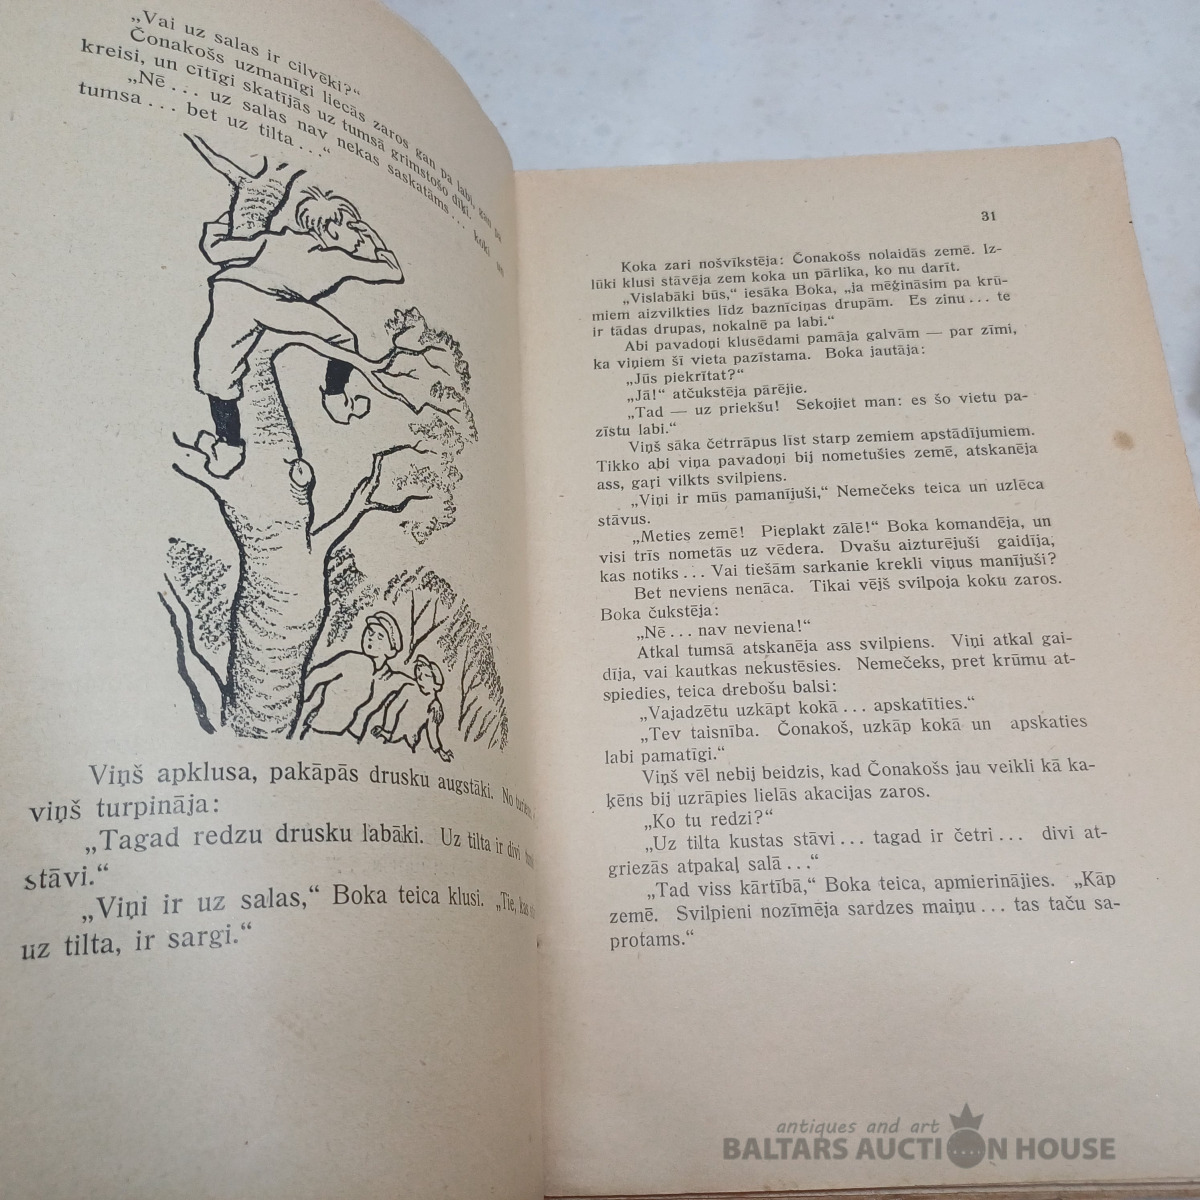 „Vai uz salas ir cilvēki?“
Čonakošs uzmanīgi liecās zaros gan pa labi, gan pa
kreisi, un cītīgi skatījās uz tumsā grimstošo dīķi.
„Nē... uz salas nav nekas saskatāms... koki un
tumsa... bet uz tilta...“
Viņš apklusa, pakāpās drusku augstāki. No turienes
viņš turpināja:
„Tagad redzu drusku labāki. Uz tilta ir divi
stāvi.“
„Viņi ir uz salas,“ Boka teica klusi. „Tie, kas
uz tilta, ir sargi.“
31
Koka zari nošvīkstēja: Čonakošs nolaidās zemē. Iz-
lūki klusi stāvēja zem koka un pārlika, ko nu darīt.
„Vislabāki būs,“ iesāka Boka, „ja mēģināsim pa krū-
miem aizvilkties līdz baznīciņas drupām. Es zinu... te
ir tādas drupas, nokalnē pa labi.“
Abi pavadoņi klusēdami pamāja galvām — par zīmi,
ka viņiem šī vieta pazīstama. Boka jautāja:
„Jūs piekrītat?“
„Jā!“ atčukstēja pārējie.
„Tad — uz priekšu! Sekojiet man: es šo vietu pa-
zīstu labi.“
Viņš sāka četrrāpus līst starp zemiem apstādījumiem.
Tikko abi viņa pavadoņi bij nometušies zemē, atskanēja
ass, gaŗi vilkts svilpiens.
„Viņi ir mūs pamanījuši,“ Nemečeks teica un uzlēca
stāvus.
„Meties zemē! Pieplakt zālē!“ Boka komandēja, un
visi trīs nometās uz vēdera. Dvašu aizturējuši gaidīja,
kas notiks... Vai tiešām sarkanie krekli viņus manījuši?
Bet neviens nenāca. Tikai vējš svilpoja koku zaros.
Boka čukstēja:
„Nē... nav neviena!“
Atkal tumsā atskanēja ass svilpiens. Viņi atkal gai-
dīja, vai kautkas nekustēsies. Nemečeks, pret krūmu at-
spiedies, teica drebošu balsi:
„Vajadzētu uzkāpt kokā... apskatīties.“
„Tev taisnība. Čonakoš, uzkāp kokā un apskaties
labi pamatīgi.“
Viņš vēl nebij beidzis, kad Čonakošs jau veikli kā ka-
ķēns bij uzrāpies lielās akacijas zaros.
„Ko tu redzi?“
„Uz tilta kustas stāvi... tagad ir četri... divi at-
griezās atpakaļ salā...“
„Tad viss kārtībā,“ Boka teica, apmierinājies. „Kāp
zemē. Svilpieni nozīmēja sardzes maiņu... tas taču sa-
protams.“
antiques and art
BALTARS AUCTION HOUSE